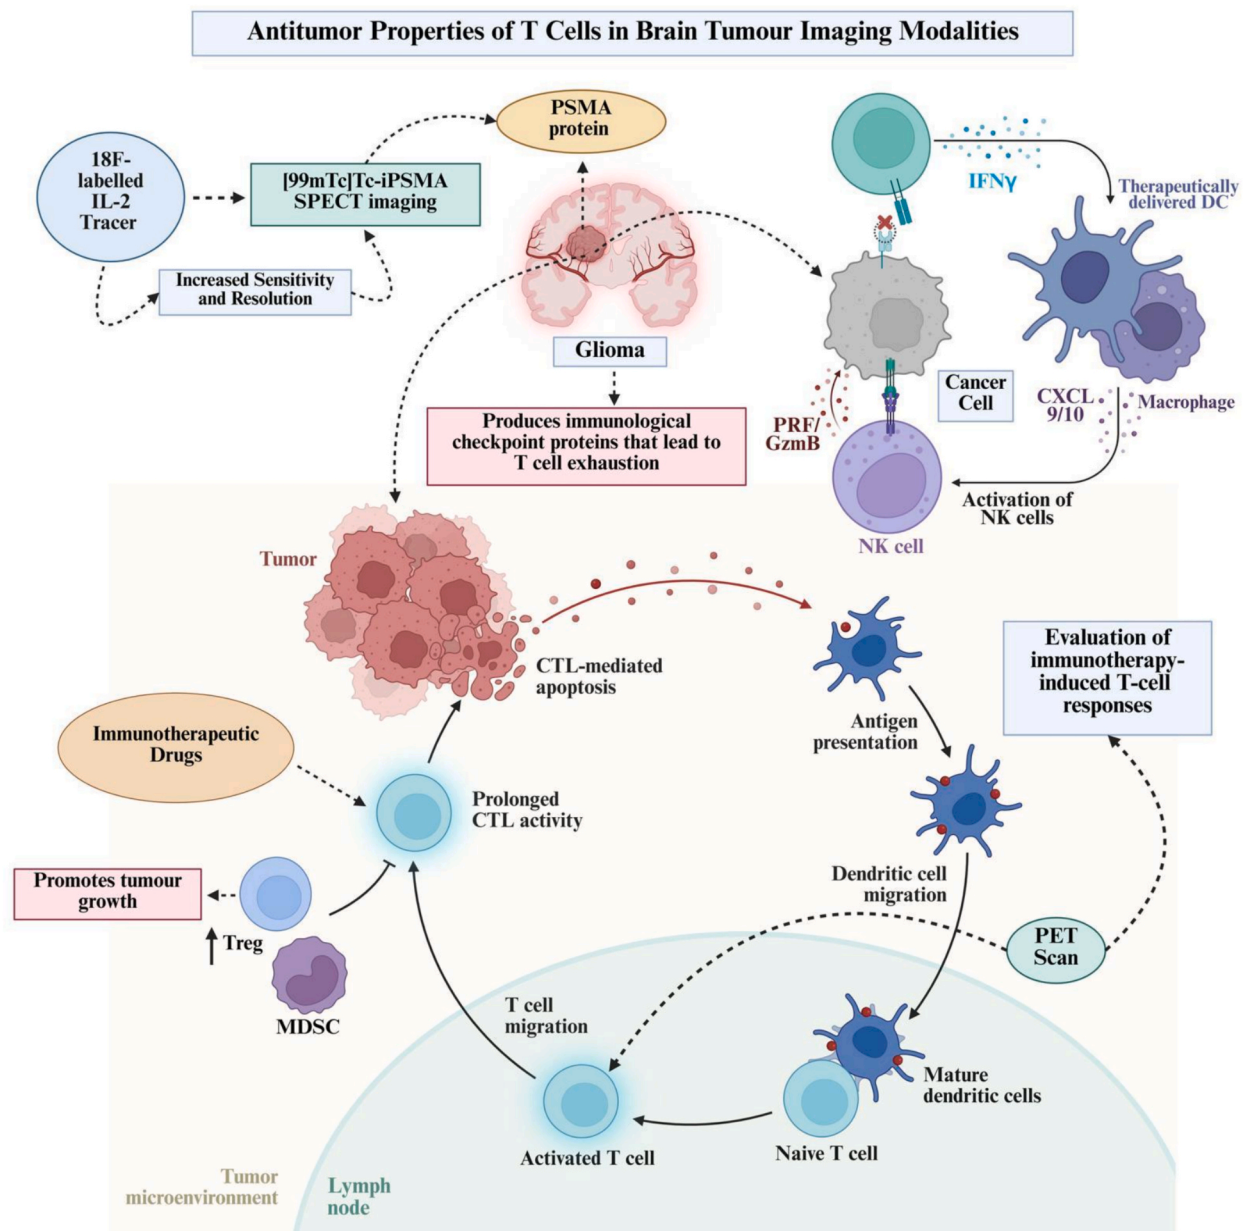 Antitumor Properties of T Cells in Brain Tumour Imaging Modalities
18F-
labelled
IL-2
Tracer
[99mTc]Tc-iPSMA
SPECT imaging
PSMA
protein
Increased Sensitivity
and Resolution
Glioma
Produces immunological
checkpoint proteins that lead to
T cell exhaustion
IFNγ
Therapeutically
delivered DC
Cancer
Cell
CXCL
9/10
Macrophage
PRF/
GzmB
Activation of
NK cells
NK cell
Tumor
CTL-mediated
apoptosis
Evaluation of
immunotherapy-
induced T-cell
responses
Antigen
presentation
Immunotherapeutic
Drugs
Prolonged
CTL activity
Promotes tumour
growth
Treg
MDSC
Dendritic cell
migration
PET
Scan
T cell
migration
Mature
dendritic cells
Activated T cell
Naive T cell
Tumor
microenvironment
Lymph
node